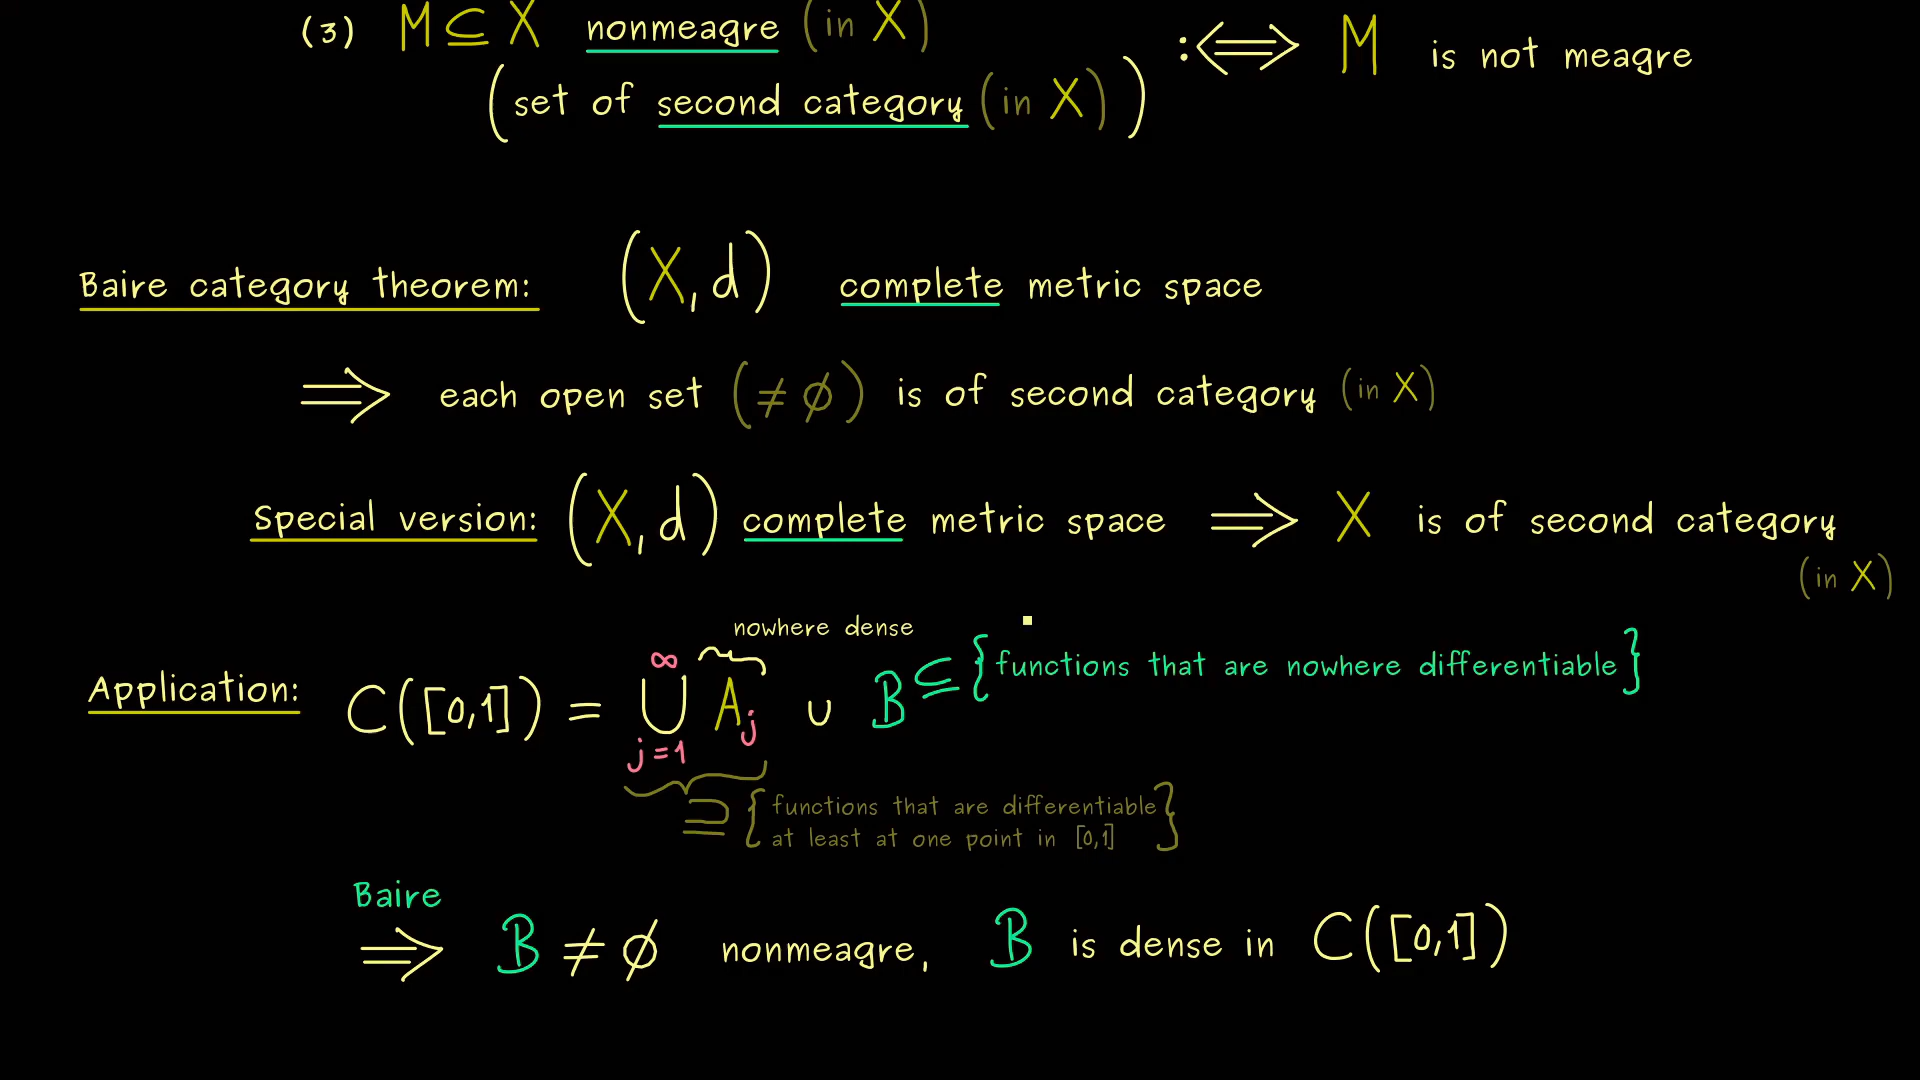 (3) M ⊆ X nonmeagre (in X) :⟺ M is not meagre
(set of second category (in X))
Baire category theorem: (X, d) complete metric space
⟹ each open set (≠ ∅) is of second category (in X)
Special version: (X, d) complete metric space ⟹ X is of second category
(in X)
nowhere dense
Application: C([0,1]) = ⋃_{j=1}^{∞} A_j ∪ B ⊆ {functions that are nowhere differentiable}
⊇ {functions that are differentiable
at least at one point in [0,1]}
Baire
⟹ B ≠ ∅ nonmeagre, B is dense in C([0,1])